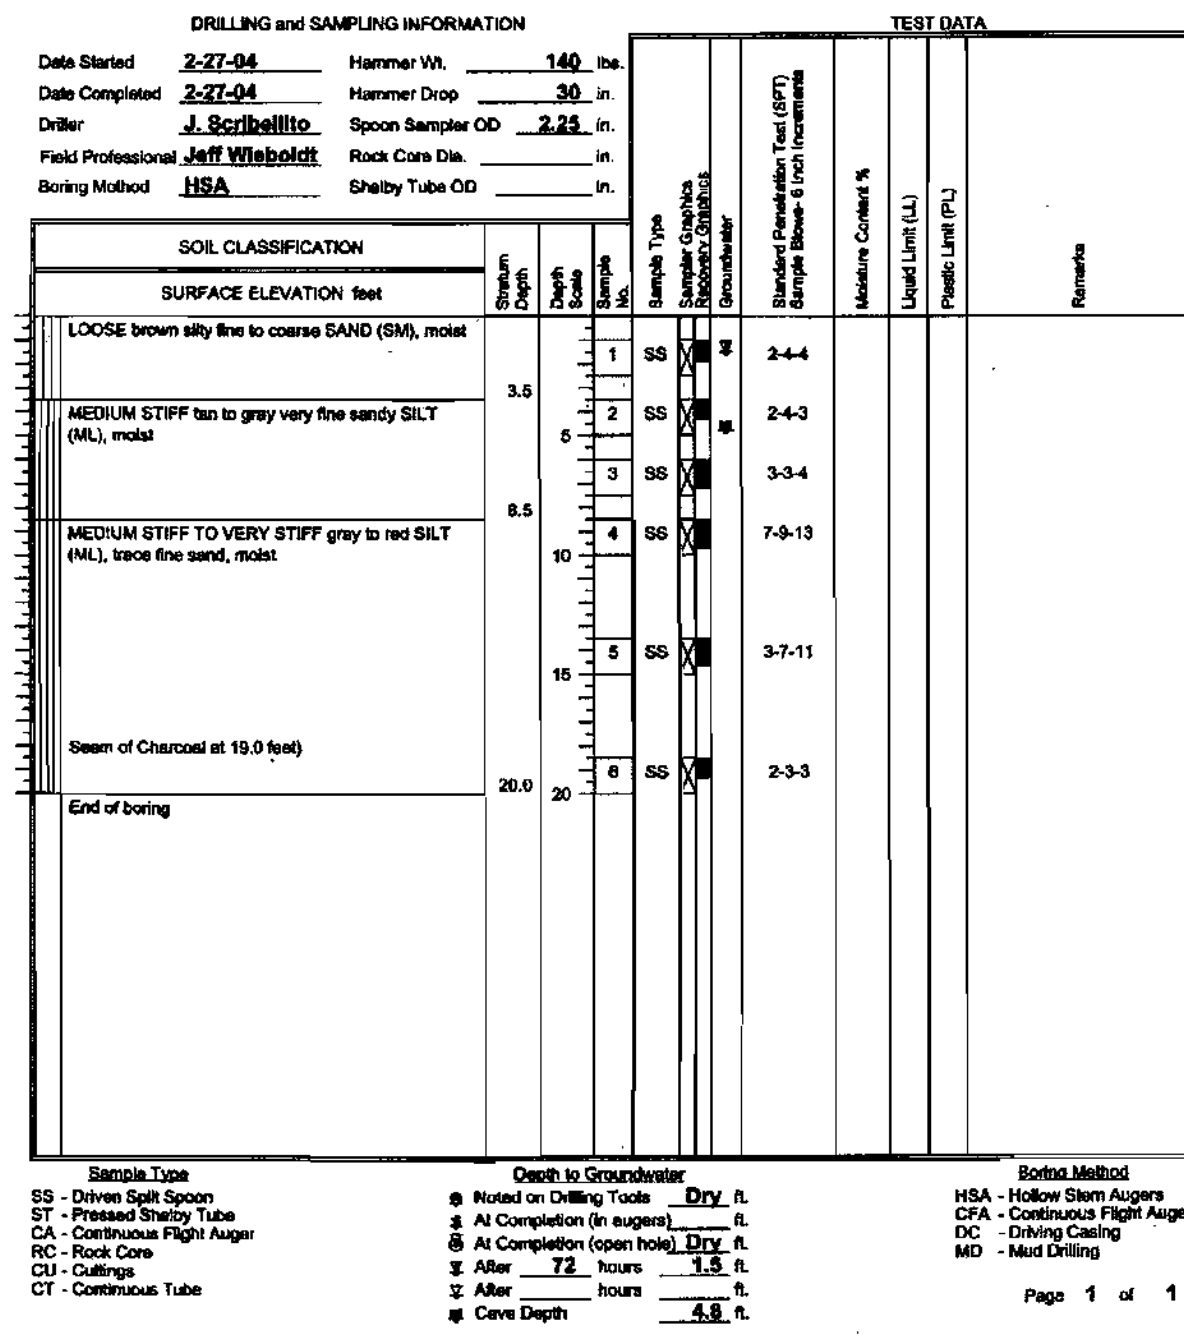 DRILLING and SAMPLING INFORMATION
TEST DATA
Date Started 2-27-04 Hammer Wt. 140 lbs.
Date Completed 2-27-04 Hammer Drop 30 in.
Driller J. Scribellito Spoon Sampler OD 2.25 in.
Field Professional Jeff Wieboldt Rock Core Dia. in.
Boring Method HSA Shelby Tube OD in.
SOIL CLASSIFICATION
SURFACE ELEVATION feet
Stratum Depth
Depth Scale
Sample No.
Sample Type
Sampler Graphics
Recovery Graphics
Groundwater
Standard Penetration Test (SPT)
Sample Blows- 6 Inch Increments
Moisture Content %
Liquid Limit (LL)
Plastic Limit (PL)
Remarks
LOOSE brown silty fine to coarse SAND (SM), moist
1 SS 2-4-4
3.5
MEDIUM STIFF tan to gray very fine sandy SILT
(ML), moist
2 SS 2-4-3
5
3 SS 3-3-4
8.5
MEDIUM STIFF TO VERY STIFF gray to red SILT
(ML), trace fine sand, moist
4 SS 7-9-13
10
5 SS 3-7-11
15
Seam of Charcoal at 19.0 feet)
6 SS 2-3-3
20.0 20
End of boring
Sample Type
SS - Driven Split Spoon
ST - Pressed Shelby Tube
CA - Continuous Flight Auger
RC - Rock Core
CU - Cuttings
CT - Continuous Tube
Depth to Groundwater
Noted on Drilling Tools Dry ft.
At Completion (in augers) ft.
At Completion (open hole) Dry ft.
After 72 hours 1.5 ft.
After hours ft.
Cave Depth 4.8 ft.
Boring Method
HSA - Hollow Stem Augers
CFA - Continuous Flight Auge
DC - Driving Casing
MD - Mud Drilling
Page 1 of 1